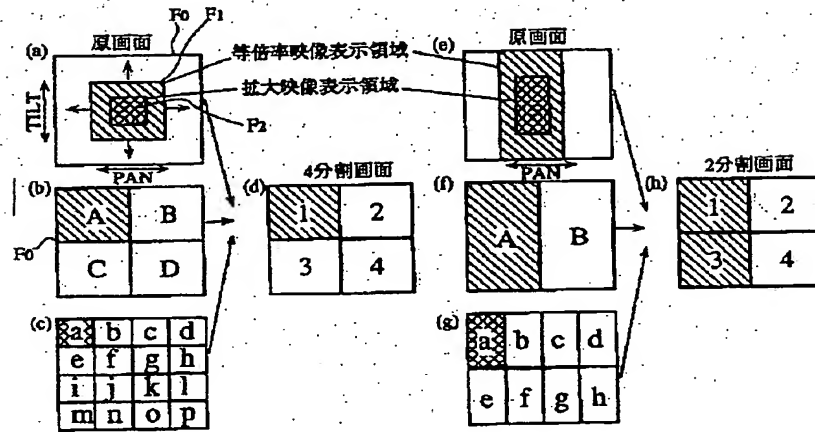 F0 F1
(a) 原画面
等倍率映像表示領域
拡大映像表示領域
F2
TILT
PAN
(b)
A B
C D
F0
(c)
a b c d
e f g h
i j k l
m n o p
4分割画面
(d)
1 2
3 4
(e) 原画面
PAN
(f)
A B
(g)
a b c d
e f g h
2分割画面
(h)
1 2
3 4